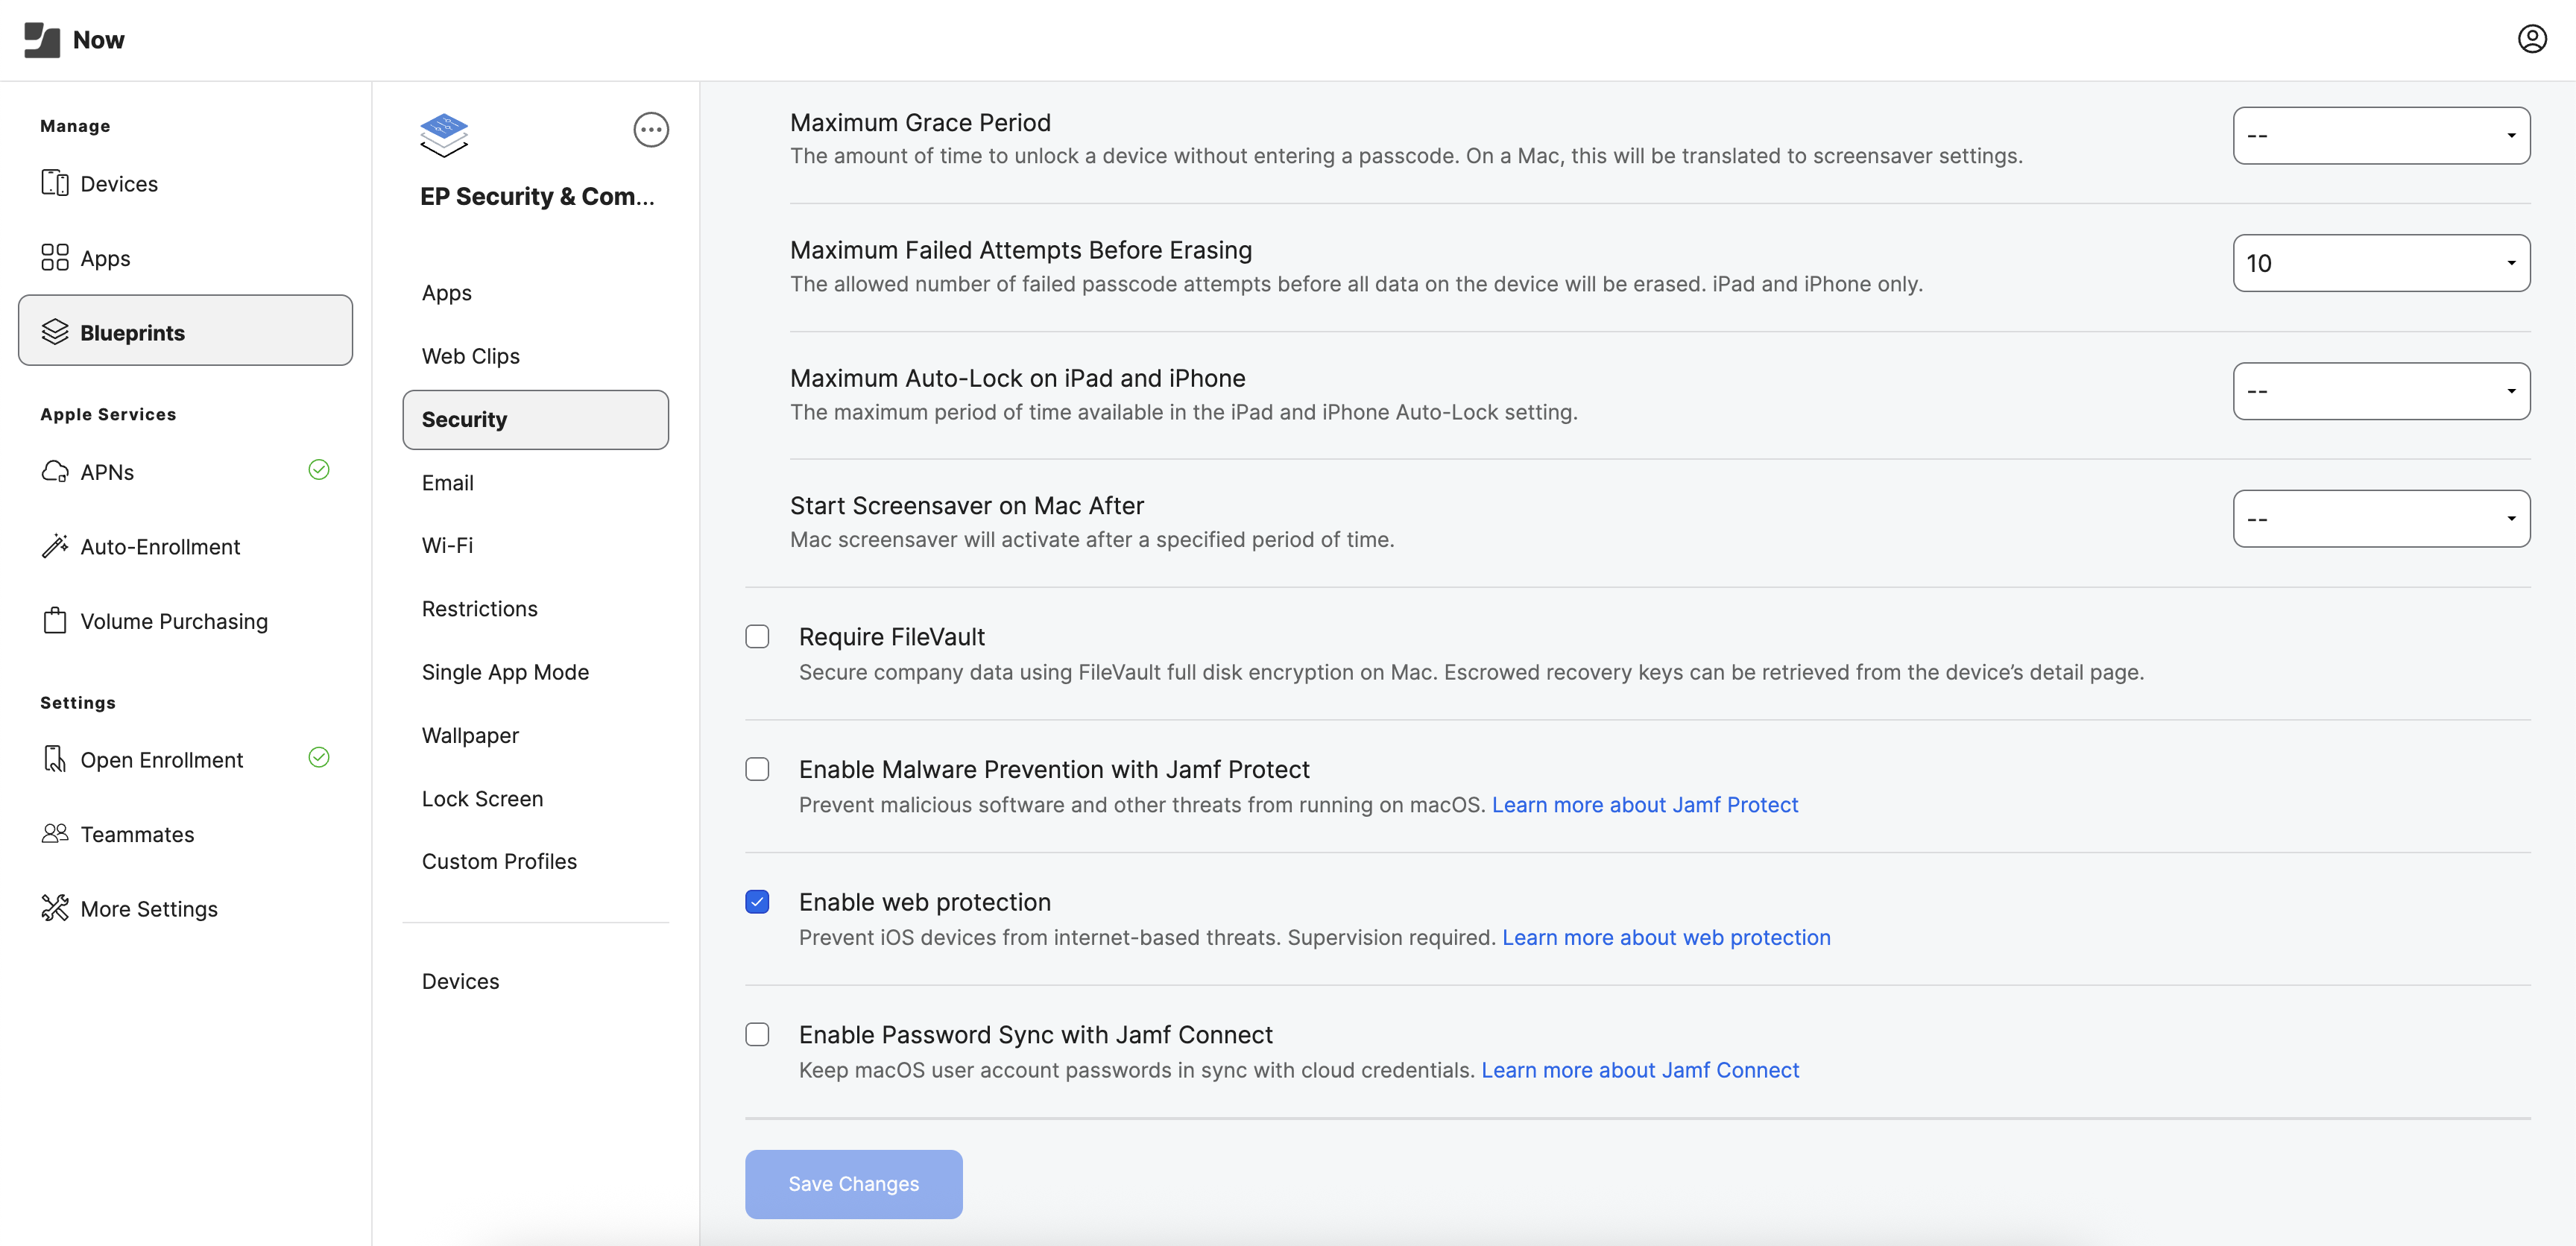 Now
Manage
Devices
Apps
Blueprints
Apple Services
APNs
Auto-Enrollment
Volume Purchasing
Settings
Open Enrollment
Teammates
More Settings
EP Security & Com...
Apps
Web Clips
Security
Email
Wi-Fi
Restrictions
Single App Mode
Wallpaper
Lock Screen
Custom Profiles
Devices
Maximum Grace Period
The amount of time to unlock a device without entering a passcode. On a Mac, this will be translated to screensaver settings.
--
Maximum Failed Attempts Before Erasing
The allowed number of failed passcode attempts before all data on the device will be erased. iPad and iPhone only.
10
Maximum Auto-Lock on iPad and iPhone
The maximum period of time available in the iPad and iPhone Auto-Lock setting.
--
Start Screensaver on Mac After
Mac screensaver will activate after a specified period of time.
--
Require FileVault
Secure company data using FileVault full disk encryption on Mac. Escrowed recovery keys can be retrieved from the device’s detail page.
Enable Malware Prevention with Jamf Protect
Prevent malicious software and other threats from running on macOS. Learn more about Jamf Protect
Enable web protection
Prevent iOS devices from internet-based threats. Supervision required. Learn more about web protection
Enable Password Sync with Jamf Connect
Keep macOS user account passwords in sync with cloud credentials. Learn more about Jamf Connect
Save Changes